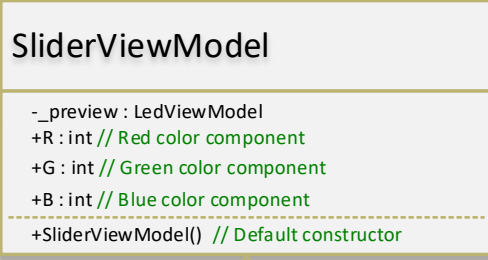 SliderViewModel
-_preview : LedViewModel
+R : int // Red color component
+G : int // Green color component
+B : int // Blue color component
+SliderViewModel() // Default constructor